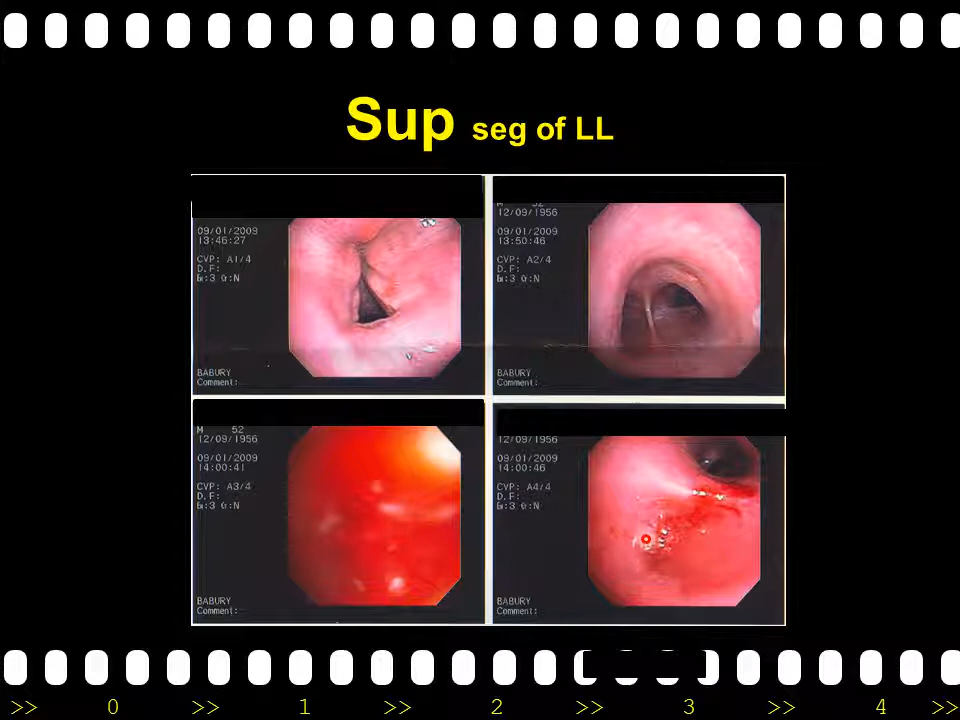 Sup seg of LL
09/01/2009
13:46:27
CVP: A1/4
D.F:
G:N
BABURY
Comment:
12/09/1956
09/01/2009
13:50:46
CVP: A2/4
D.F:
G:N
BABURY
Comment:
M 52
12/09/1956
09/01/2009
14:00:41
CVP: A3/4
D.F:
G:N
BABURY
Comment:
12/09/1956
09/01/2009
14:00:46
CVP: A4/4
D.F:
G:N
BABURY
Comment:
>> 0 >> 1 >> 2 >> 3 >> 4 >>